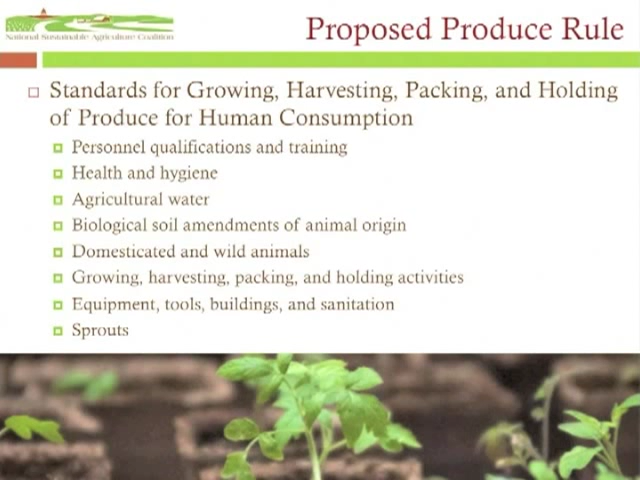 National Sustainable Agriculture Coalition
Proposed Produce Rule
Standards for Growing, Harvesting, Packing, and Holding
of Produce for Human Consumption
Personnel qualifications and training
Health and hygiene
Agricultural water
Biological soil amendments of animal origin
Domesticated and wild animals
Growing, harvesting, packing, and holding activities
Equipment, tools, buildings, and sanitation
Sprouts